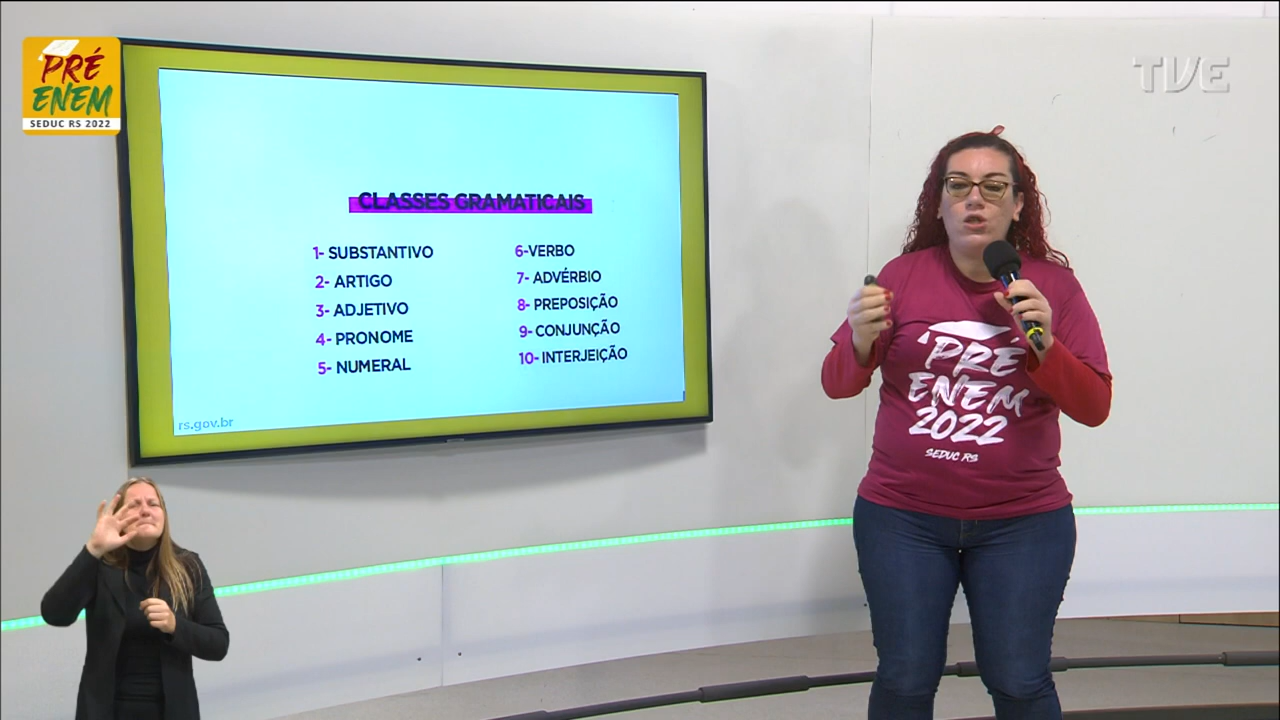 PRÉ
ENEM
SEDUC RS 2022
TVE
CLASSES GRAMATICAIS
1- SUBSTANTIVO
2- ARTIGO
3- ADJETIVO
4- PRONOME
5- NUMERAL
6-VERBO
7- ADVÉRBIO
8- PREPOSIÇÃO
9- CONJUNÇÃO
10- INTERJEIÇÃO
rs.gov.br
PRÉ
ENEM
2022
SEDUC RS